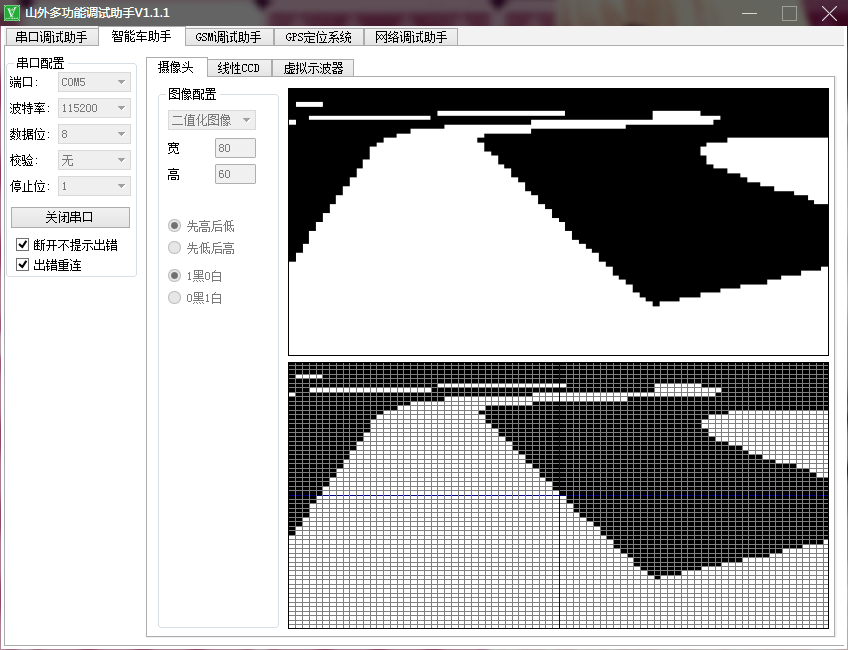 山外多功能调试助手V1.1.1
串口调试助手 智能车助手 GSM调试助手 GPS定位系统 网络调试助手
串口配置
端口: COM5
波特率: 115200
数据位: 8
校验: 无
停止位: 1
关闭串口
断开不提示出错
出错重连
摄像头 线性CCD 虚拟示波器
图像配置
二值化图像
宽 80
高 60
先高后低
先低后高
1黑0白
0黑1白